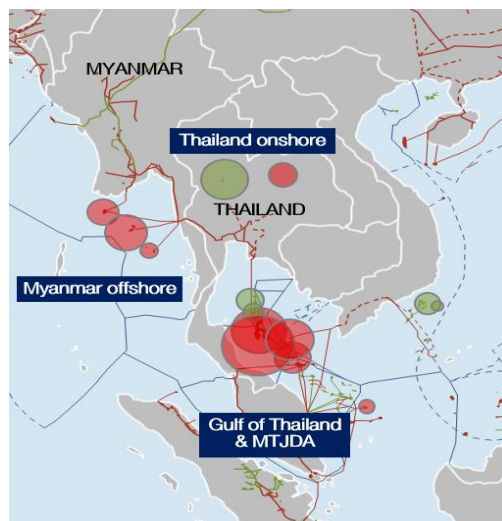 MYANMAR
Thailand onshore
THAILAND
Myanmar offshore
Gulf of Thailand
& MTJDA